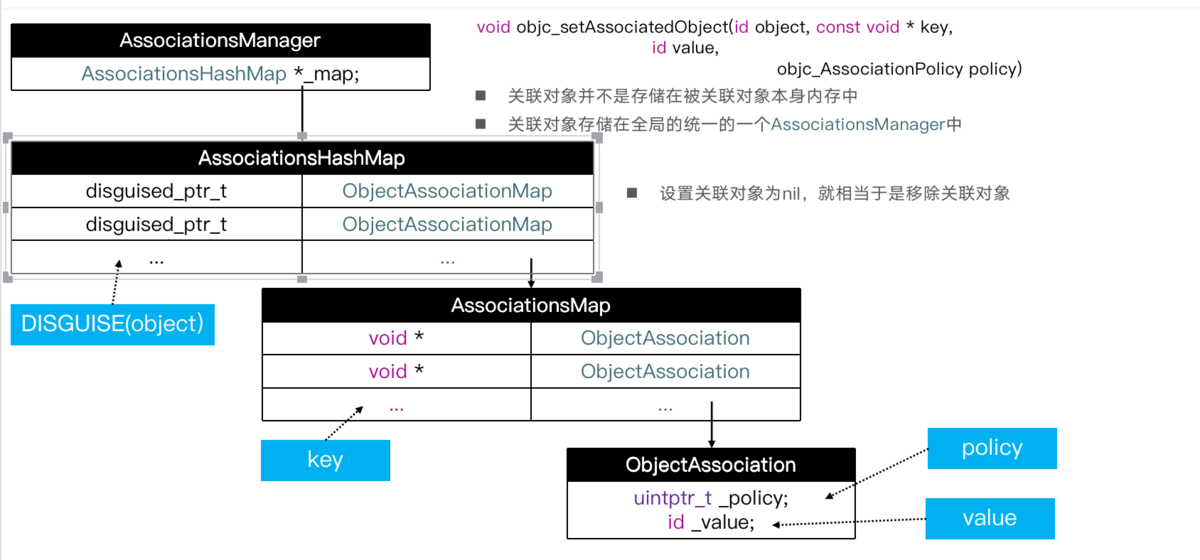 AssociationsManager
AssociationsHashMap *_map;
void objc_setAssociatedObject(id object, const void * key,
id value,
objc_AssociationPolicy policy)
■ 关联对象并不是存储在被关联对象本身内存中
■ 关联对象存储在全局的统一的一个AssociationsManager中
AssociationsHashMap
disguised_ptr_t ObjectAssociationMap
disguised_ptr_t ObjectAssociationMap
... ...
■ 设置关联对象为nil，就相当于是移除关联对象
DISGUISE(object)
AssociationsMap
void * ObjectAssociation
void * ObjectAssociation
... ...
key
ObjectAssociation
uintptr_t _policy;
id _value;
policy
value